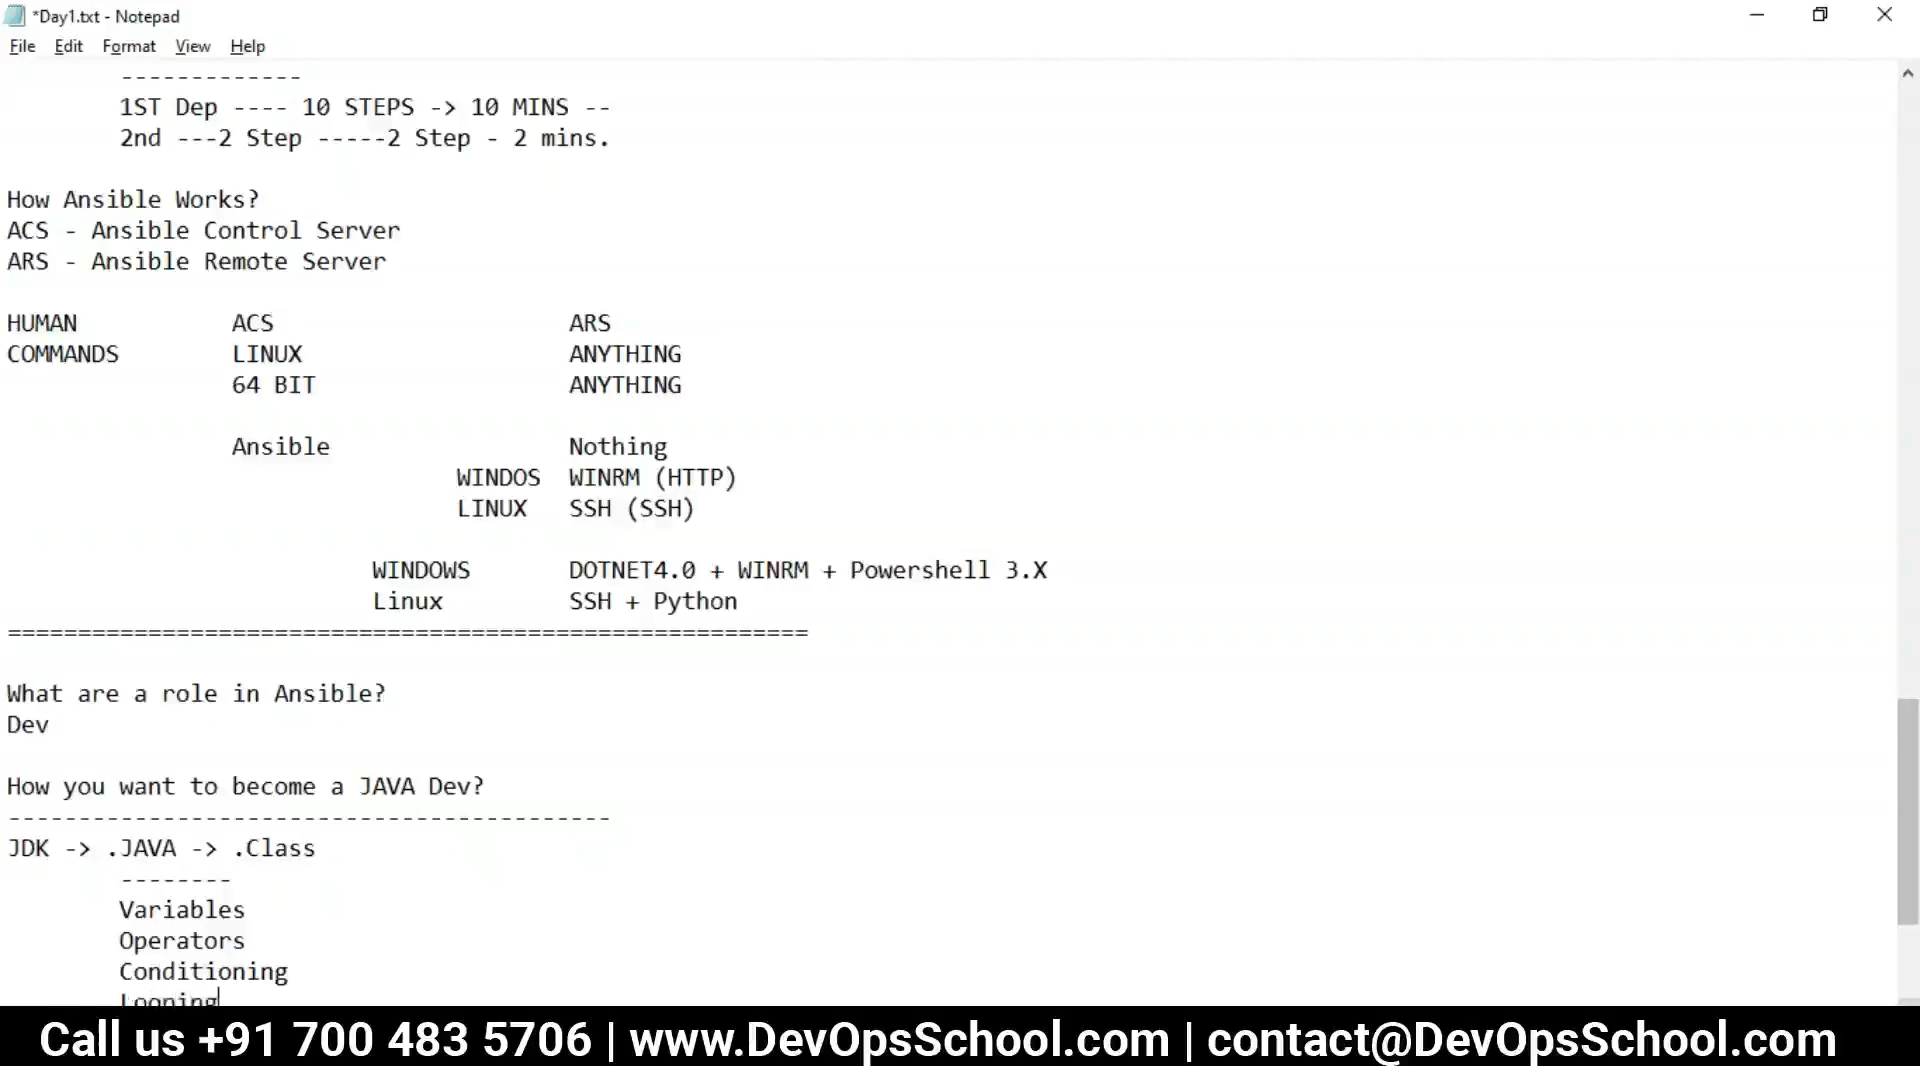 *Day1.txt - Notepad
File Edit Format View Help
-------------
1ST Dep ---- 10 STEPS -> 10 MINS --
2nd ---2 Step -----2 Step - 2 mins.
How Ansible Works?
ACS - Ansible Control Server
ARS - Ansible Remote Server
HUMAN ACS ARS
COMMANDS LINUX ANYTHING
64 BIT ANYTHING
Ansible Nothing
WINDOS WINRM (HTTP)
LINUX SSH (SSH)
WINDOWS DOTNET4.0 + WINRM + Powershell 3.X
Linux SSH + Python
=========================================================
What are a role in Ansible?
Dev
How you want to become a JAVA Dev?
-------------------------------------------
JDK -> .JAVA -> .Class
--------
Variables
Operators
Conditioning
Looping
Call us +91 700 483 5706 | www.DevOpsSchool.com | contact@DevOpsSchool.com